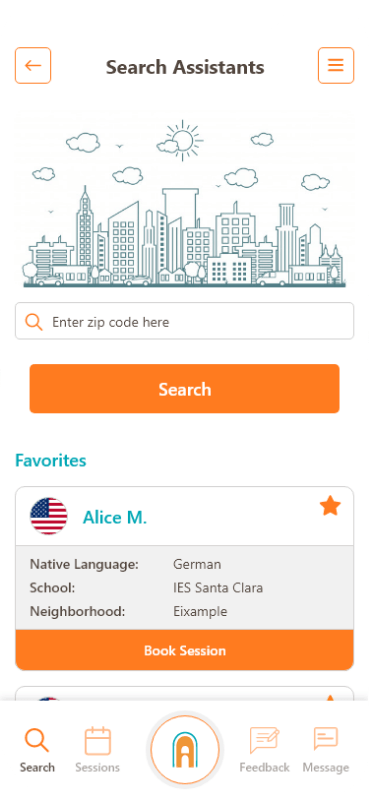 Search Assistants
Enter zip code here
Search
Favorites
Alice M.
Native Language: German
School: IES Santa Clara
Neighborhood: Eixample
Book Session
Search Sessions Feedback Message